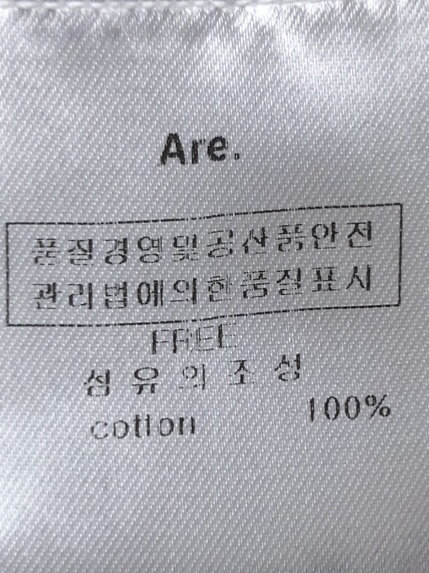 Are.
품질경영및공산품안전
관리법에의한품질표시
FREE
섬유의조성
cotton 100%